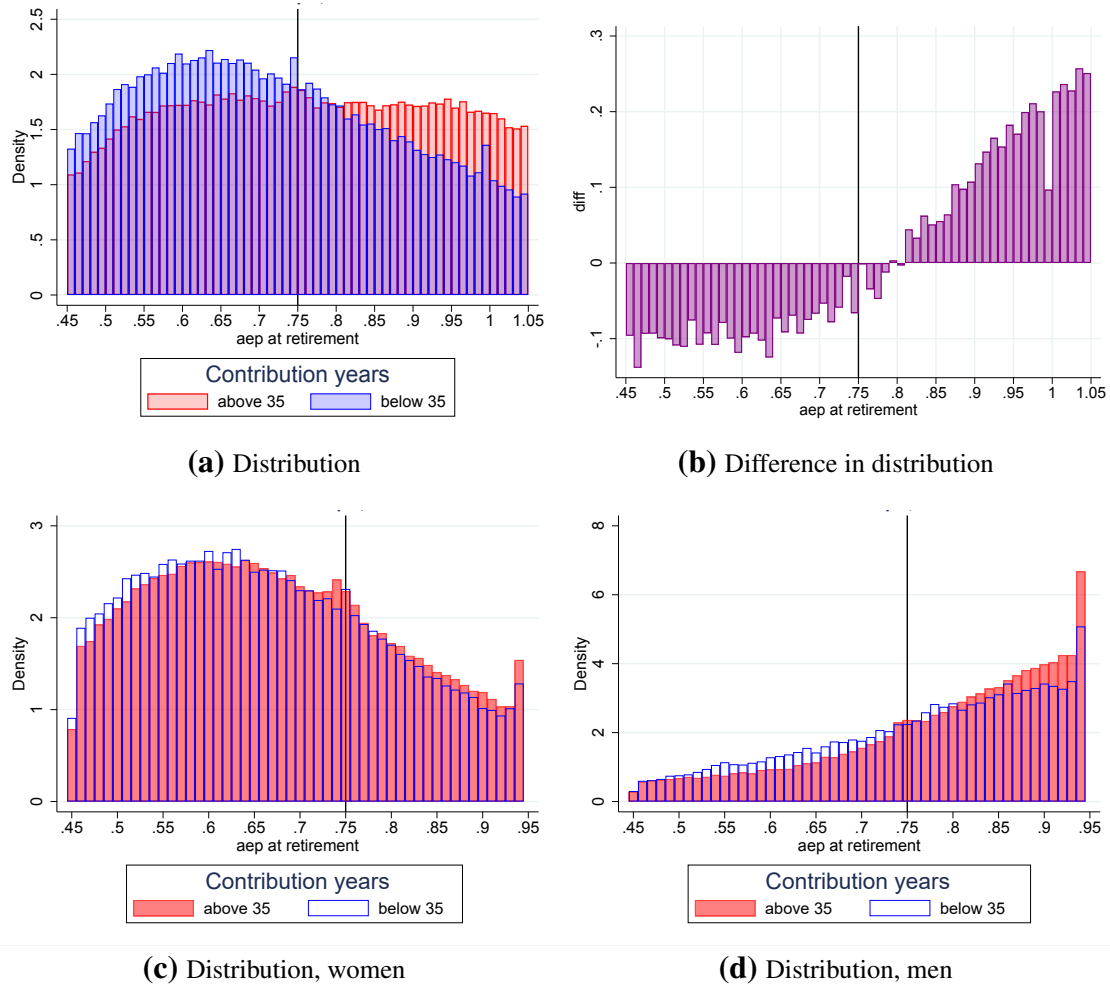 Density
0 .5 1 1.5 2 2.5
.45 .5 .55 .6 .65 .7 .75 .8 .85 .9 .95 1 1.05
aep at retirement
Contribution years
above 35 below 35
(a) Distribution
diff
-.1 0 .1 .2 .3
.45 .5 .55 .6 .65 .7 .75 .8 .85 .9 .95 1 1.05
aep at retirement
(b) Difference in distribution
Density
0 1 2 3
.45 .5 .55 .6 .65 .7 .75 .8 .85 .9 .95
aep at retirement
Contribution years
above 35 below 35
(c) Distribution, women
Density
0 2 4 6 8
.45 .5 .55 .6 .65 .7 .75 .8 .85 .9 .95
aep at retirement
Contribution years
above 35 below 35
(d) Distribution, men